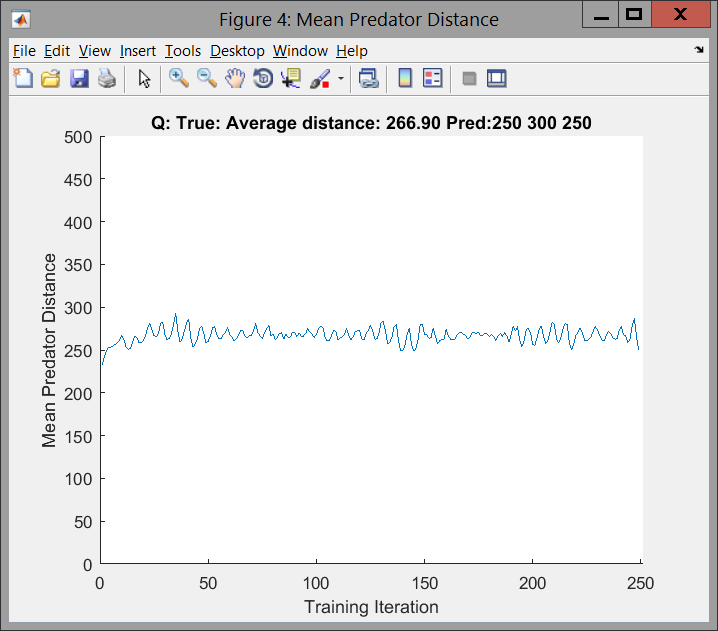 Figure 4: Mean Predator Distance
File Edit View Insert Tools Desktop Window Help
Q: True: Average distance: 266.90 Pred:250 300 250
500
450
400
350
300
250
200
150
100
50
0
Mean Predator Distance
0 50 100 150 200 250
Training Iteration